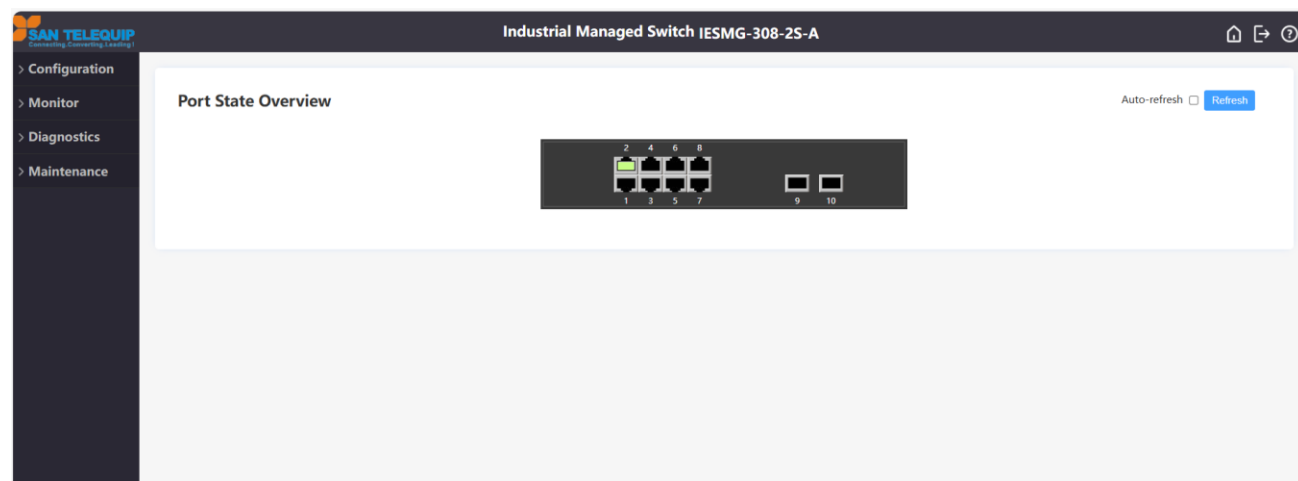 SAN TELEQUIP
Connecting.Converting.Leading!
Industrial Managed Switch IESMG-308-2S-A
> Configuration
> Monitor
> Diagnostics
> Maintenance
Port State Overview
Auto-refresh
Refresh
2 4 6 8
1 3 5 7 9 10